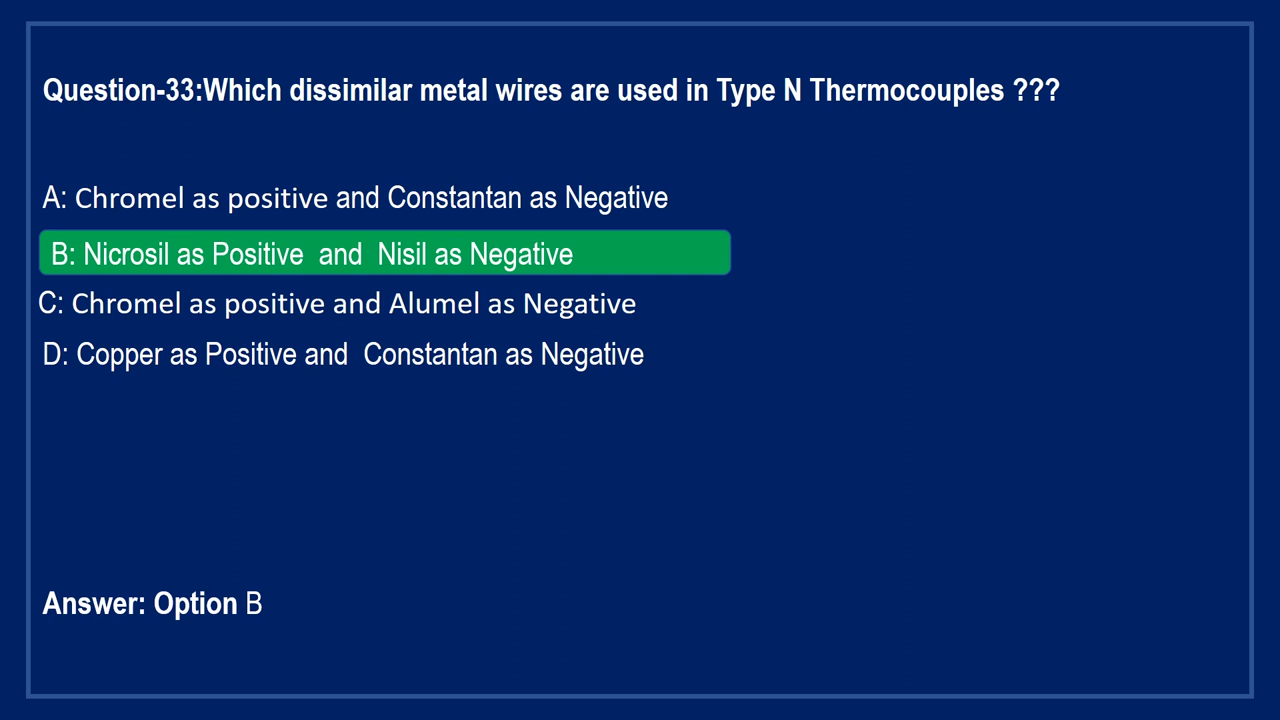 Question-33:Which dissimilar metal wires are used in Type N Thermocouples ???
A: Chromel as positive and Constantan as Negative
B: Nicrosil as Positive and Nisil as Negative
C: Chromel as positive and Alumel as Negative
D: Copper as Positive and Constantan as Negative
Answer: Option B